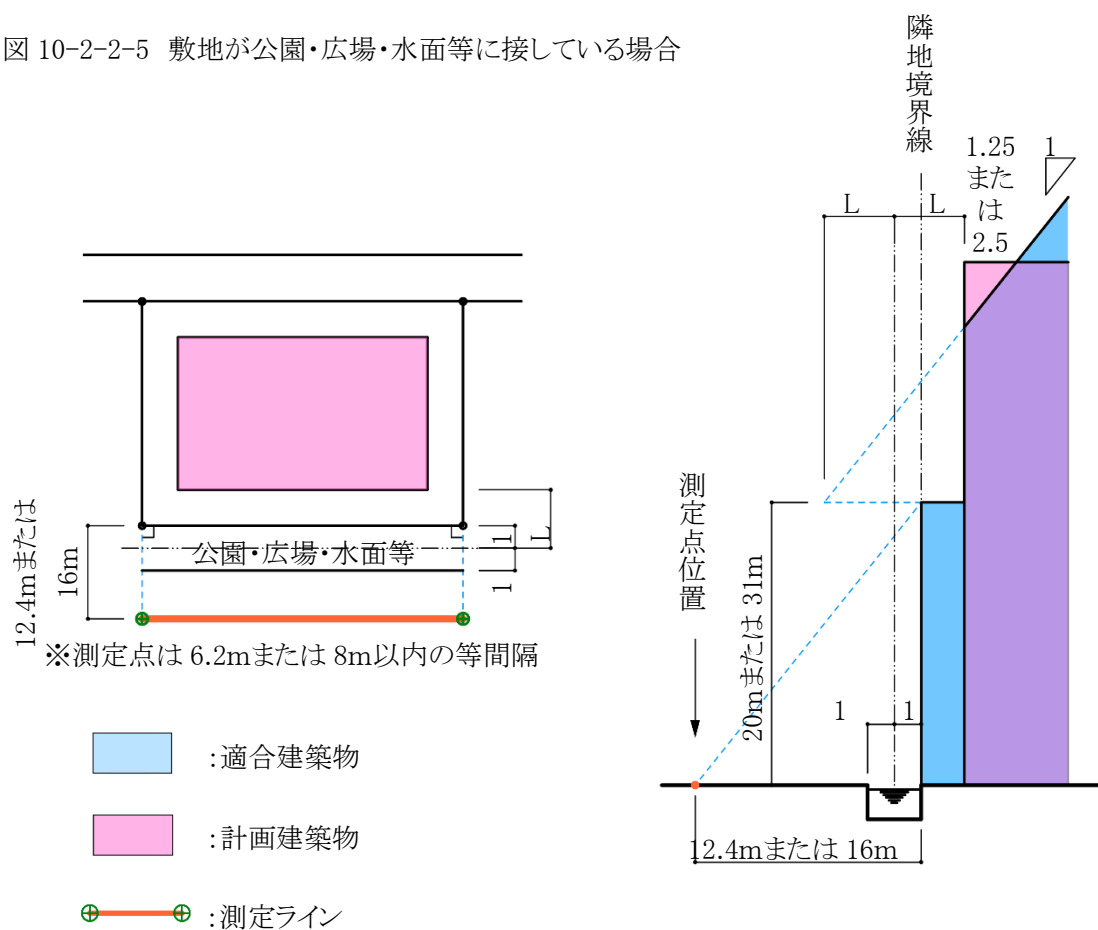 図 10-2-2-5 敷地が公園・広場・水面等に接している場合
隣地境界線
1.25
また
は
2.5
1
L
L
測定点位置
20mまたは 31m
1
1
12.4mまたは 16m
12.4mまたは
16m
公園・広場・水面等
L
1
1
※測定点は 6.2mまたは 8m以内の等間隔
:適合建築物
:計画建築物
:測定ライン